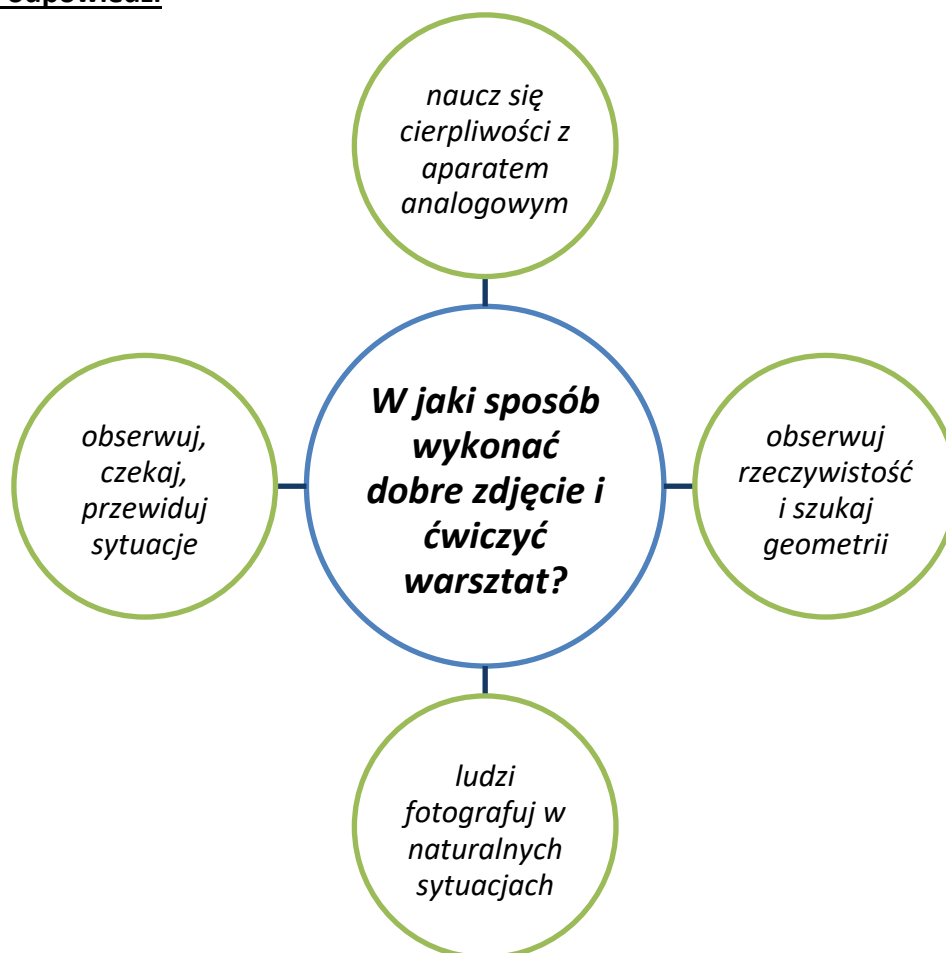 odpowiedzi
naucz się
cierpliwości z
aparatem
analogowym
obserwuj,
czekaj,
przewiduj
sytuacje
W jaki sposób
wykonać
dobre zdjęcie i
ćwiczyć
warsztat?
obserwuj
rzeczywistość
i szukaj
geometrii
ludzi
fotografuj w
naturalnych
sytuacjach